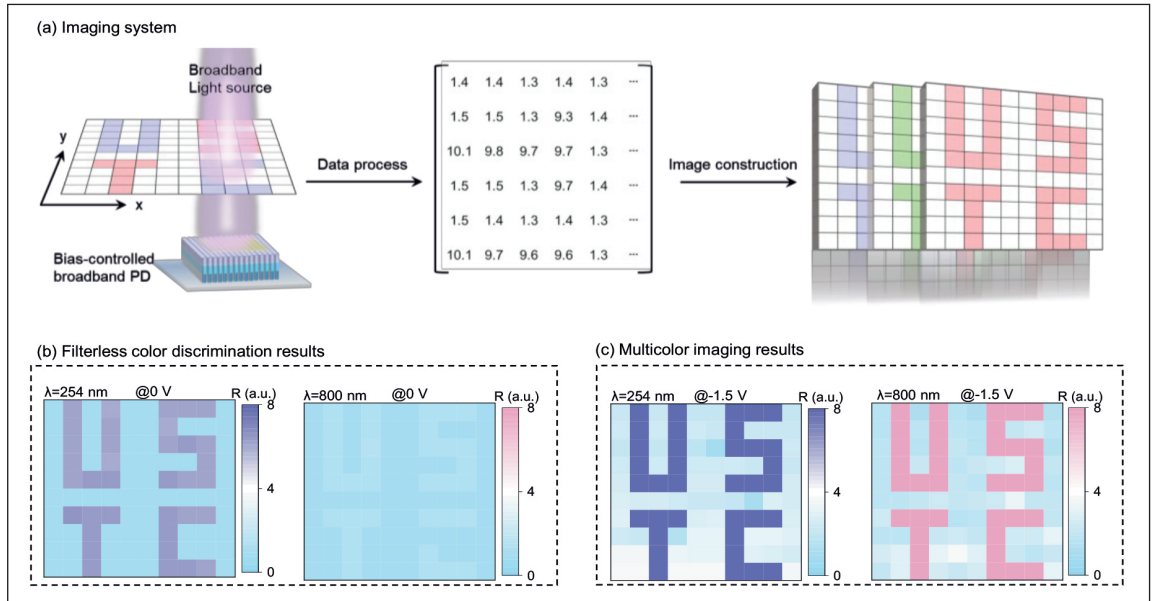 (a) Imaging system
Broadband
Light source
y
x
Bias-controlled
broadband PD
Data process
1.4 1.4 1.3 1.4 1.3 ...
1.5 1.5 1.3 9.3 1.4 ...
10.1 9.8 9.7 9.7 1.3 ...
1.5 1.5 1.3 9.7 1.4 ...
1.5 1.4 1.3 1.4 1.3 ...
10.1 9.7 9.6 9.6 1.3 ...
Image construction
U S
T C
(b) Filterless color discrimination results
λ=254 nm @0 V R (a.u.)
8
4
0
U S
T C
λ=800 nm @0 V R (a.u.)
8
4
0
U S
T C
(c) Multicolor imaging results
λ=254 nm @-1.5 V R (a.u.)
8
4
0
U S
T C
λ=800 nm @-1.5 V R (a.u.)
8
4
0
U S
T C